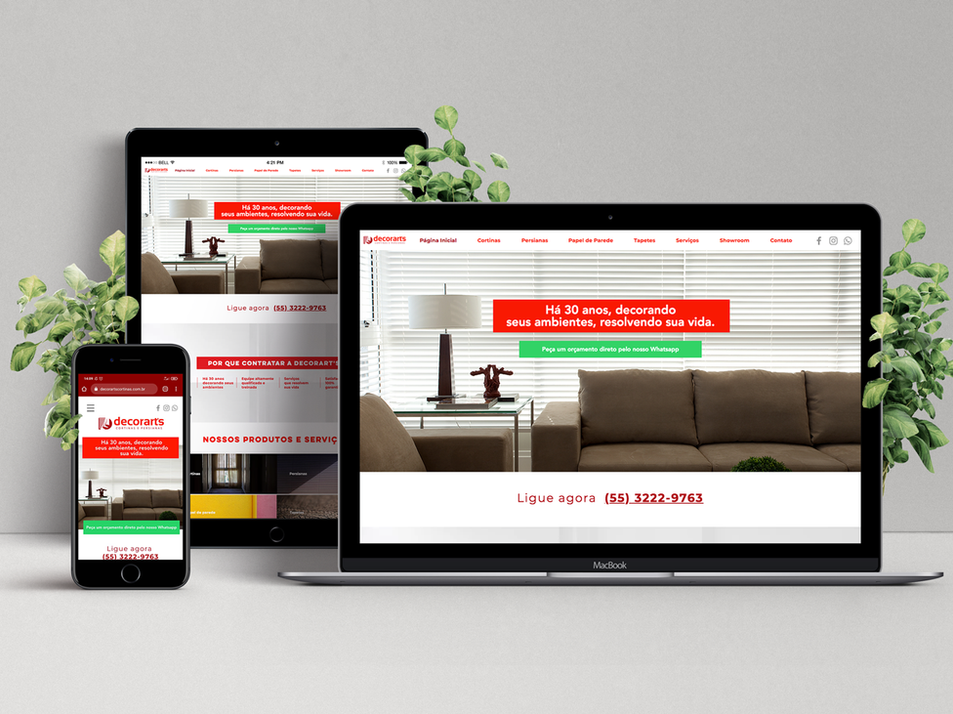 BELL
4:21 PM
100%
decorarts
Página Inicial Cortinas Persianas Papel de Parede Tapetes Serviços Showroom Contato
Há 30 anos, decorando
seus ambientes, resolvendo sua vida.
Peça um orçamento direto pelo nosso Whatsapp
Ligue agora (55) 3222-9763
POR QUE CONTRATAR A DECORART'S
Há 30 anos
decorando seus
ambientes
Equipe altamente
qualificada e
treinada
Serviços
que resolvem
sua vida
NOSSOS PRODUTOS E SERVIÇ
Persianas
decorarts
Página Inicial Cortinas Persianas Papel de Parede Tapetes Serviços Showroom Contato
Há 30 anos, decorando
seus ambientes, resolvendo sua vida.
Peça um orçamento direto pelo nosso Whatsapp
Ligue agora (55) 3222-9763
MacBook
decorartscortinas.com.br
decorarts
CORTINAS E PERSIANAS
Há 30 anos, decorando
seus ambientes, resolvendo
sua vida.
Peça um orçamento direto pelo nosso Whatsapp
Ligue agora
(55) 3222-9763